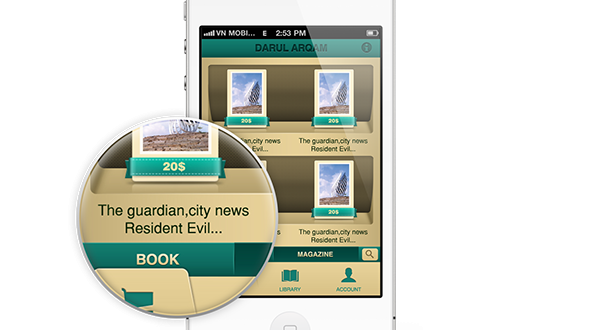 VN MOBI... E 2:53 PM
DARUL ARQAM
20$ 20$
The guardian,city news
Resident Evil...
20$
The guardian,city news
Resident Evil...
MAGAZINE
LIBRARY ACCOUNT
20$
The guardian,city news
Resident Evil...
BOOK